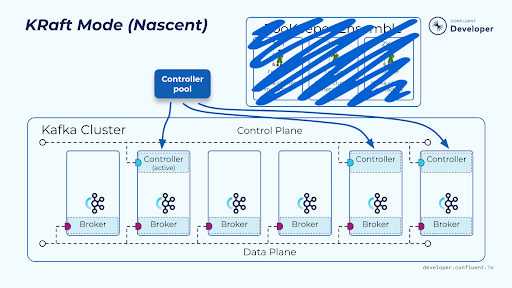 KRaft Mode (Nascent)
CONFLUENT
Developer
Controller
pool
Kafka Cluster
Control Plane
Controller
(active)
Controller
Controller
Broker
Broker
Broker
Broker
Broker
Broker
Data Plane
developer.confluent.io